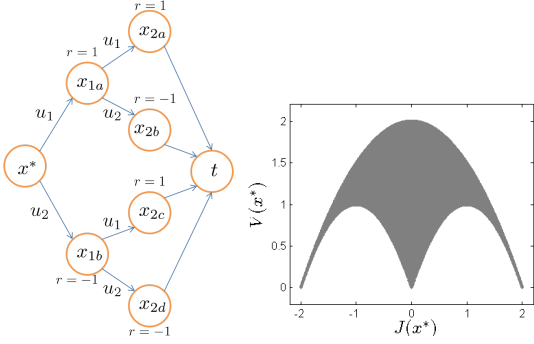 r = 1
x2a
u1
r = 1
x1a
u1
u2
r = −1
x2b
x*
t
u2
r = 1
x2c
u1
x1b
r = −1
u2
x2d
r = −1
V(x*)
2
1.5
1
0.5
0
-2 -1 0 1 2
J(x*)